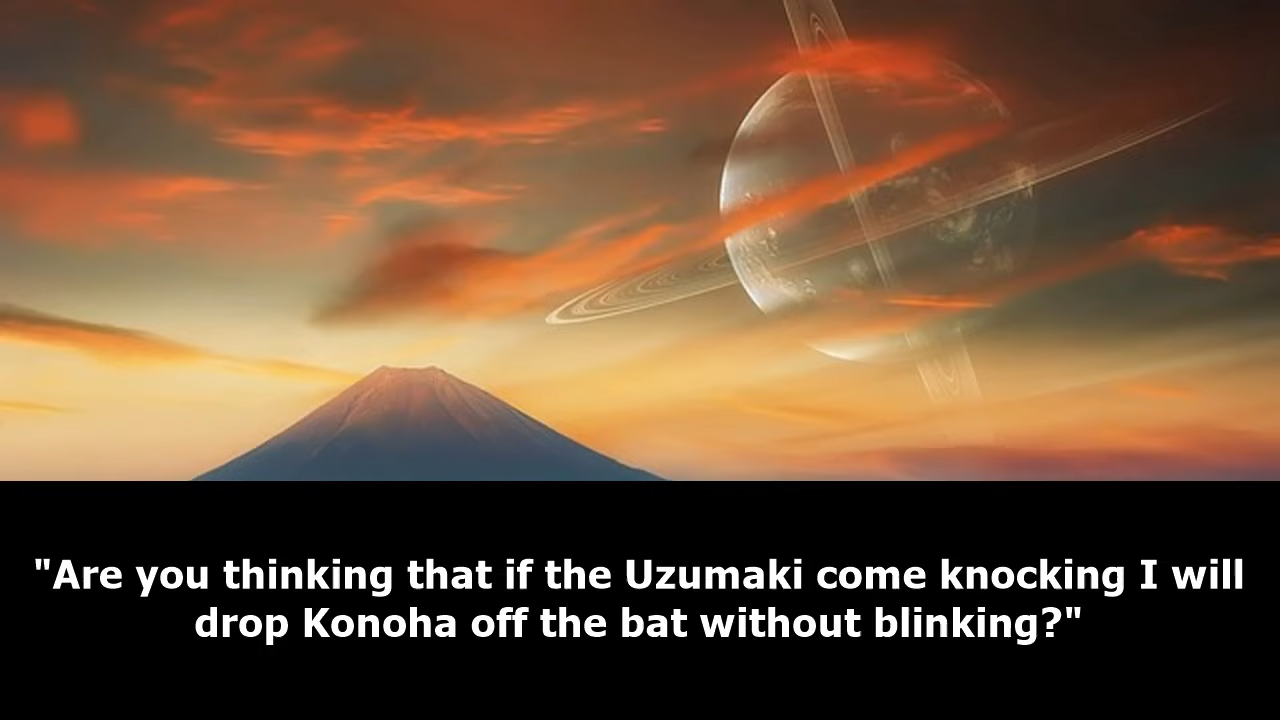 "Are you thinking that if the Uzumaki come knocking I will
drop Konoha off the bat without blinking?"